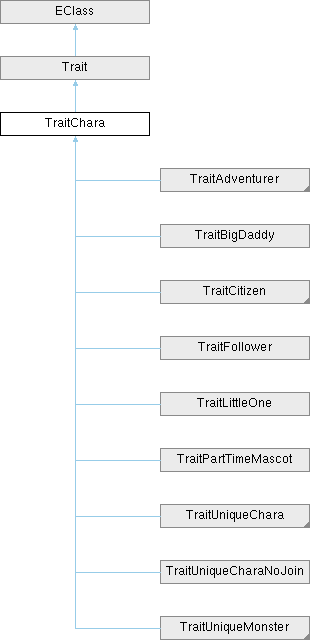 EClass
Trait
TraitChara
TraitAdventurer
TraitBigDaddy
TraitCitizen
TraitFollower
TraitLittleOne
TraitPartTimeMascot
TraitUniqueChara
TraitUniqueCharaNoJoin
TraitUniqueMonster